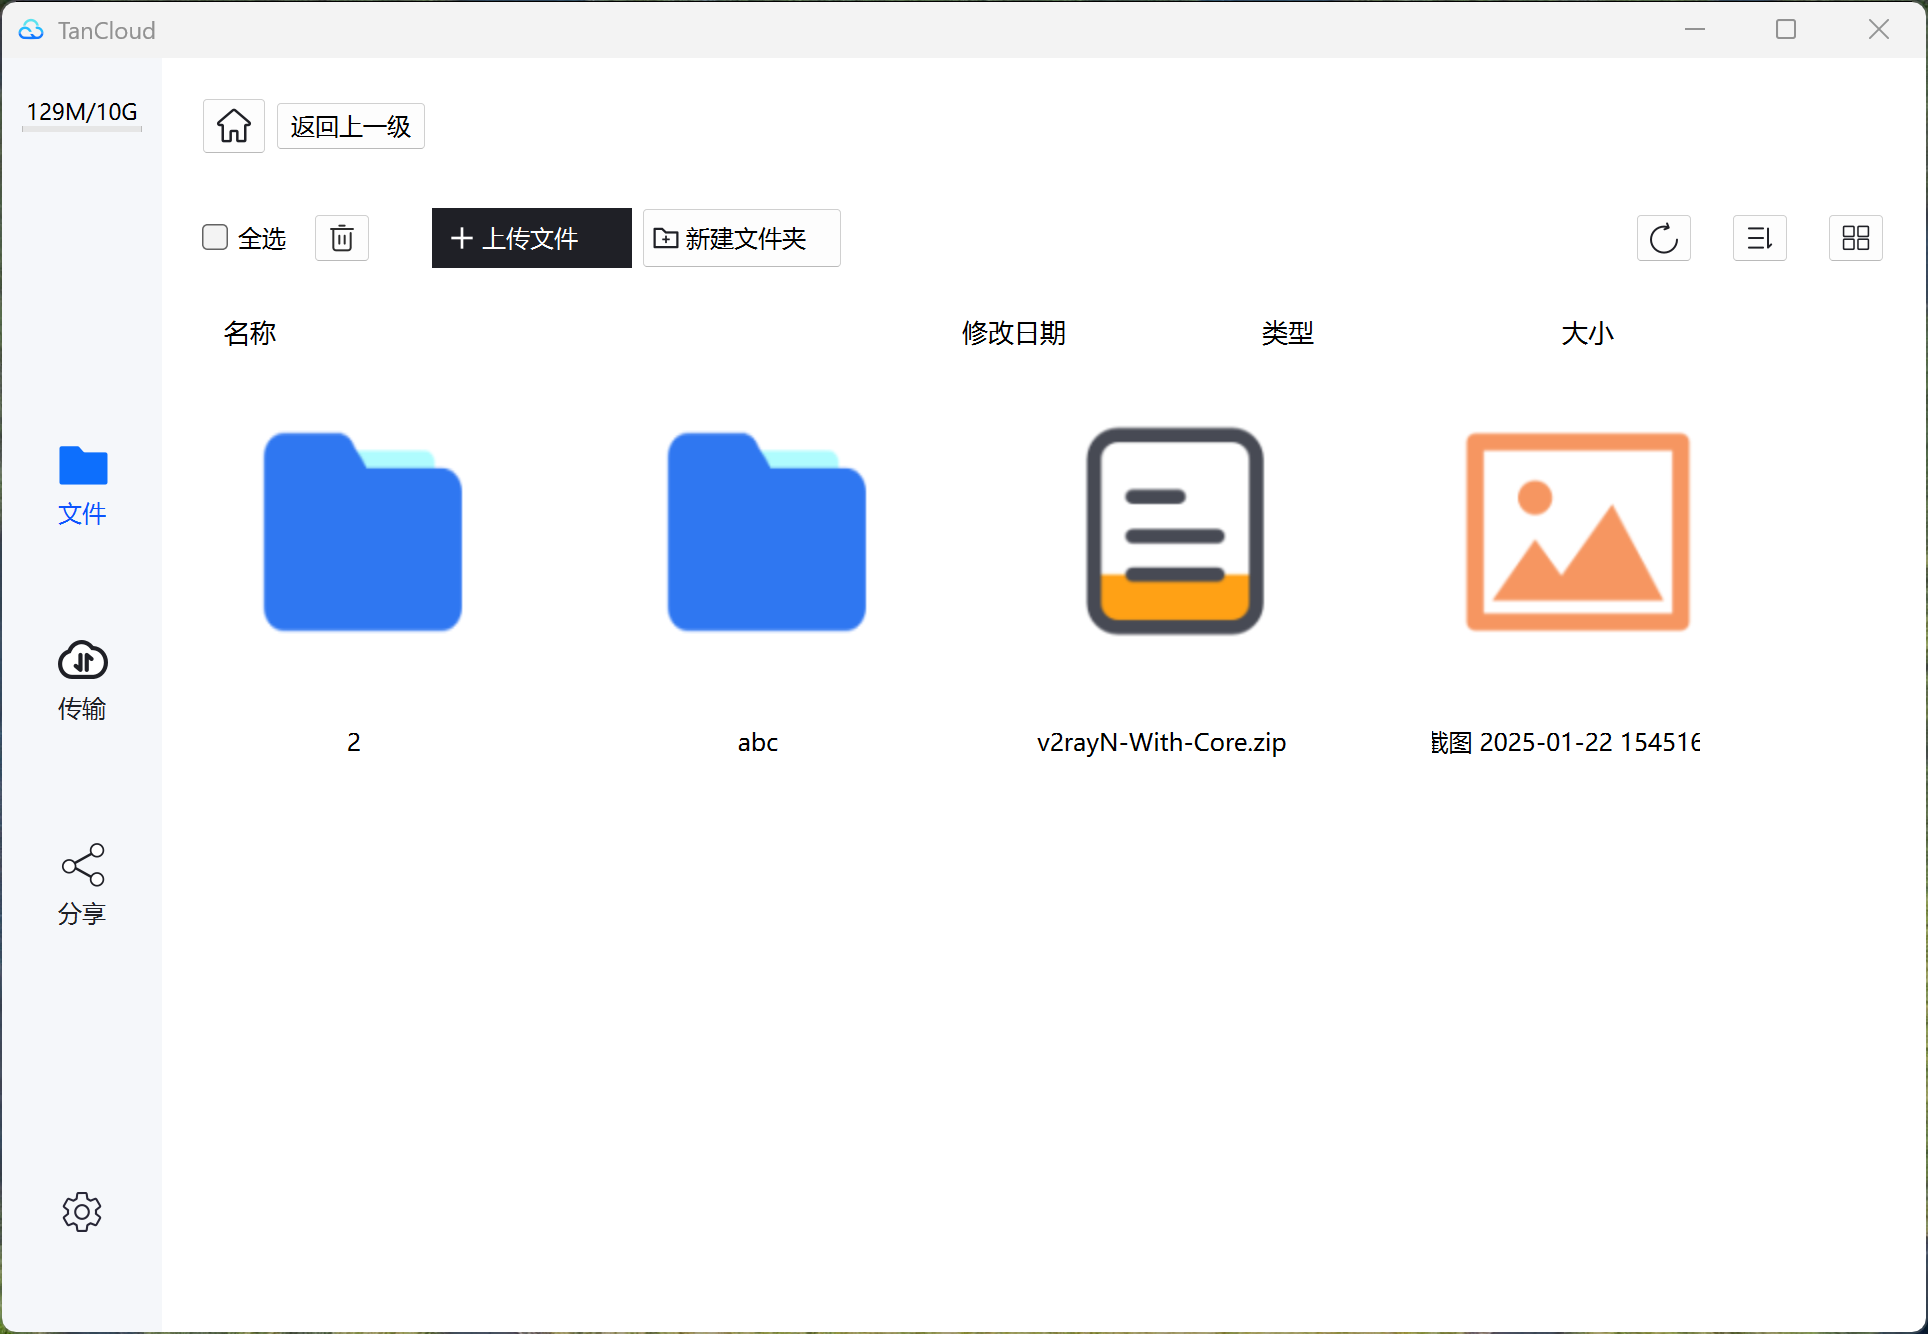 TanCloud
129M/10G
返回上一级
全选
上传文件
新建文件夹
名称 修改日期 类型 大小
文件
传输
分享
2
abc
v2rayN-With-Core.zip
截图 2025-01-22 154516